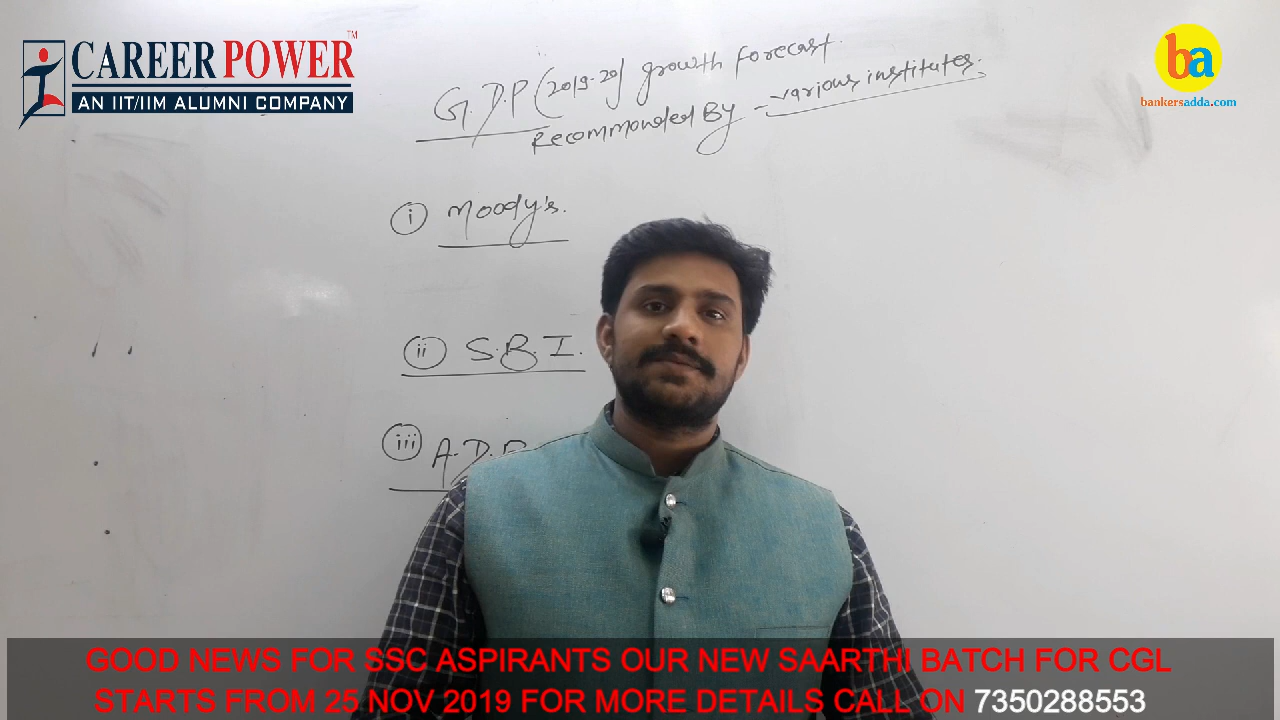 CAREER POWER TM
AN IIT/IIM ALUMNI COMPANY
ba
bankersadda.com
G.D.P (2019-20) growth forecast.
Recommanded By - various institutes.
i Moody's.
ii S.B.I.
iii A.D.
GOOD NEWS FOR SSC ASPIRANTS OUR NEW SAARTHI BATCH FOR CGL
STARTS FROM 25 NOV 2019 FOR MORE DETAILS CALL ON 7350288553